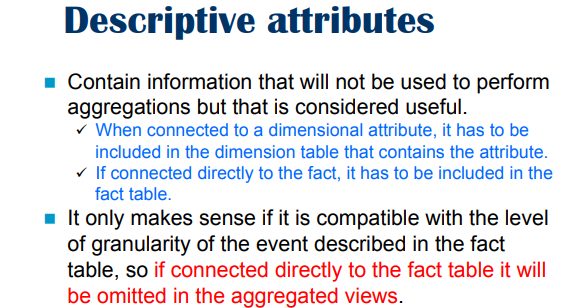 Descriptive attributes
Contain information that will not be used to perform
aggregations but that is considered useful.
✓ When connected to a dimensional attribute, it has to be
included in the dimension table that contains the attribute.
✓ If connected directly to the fact, it has to be included in the
fact table.
It only makes sense if it is compatible with the level
of granularity of the event described in the fact
table, so if connected directly to the fact table it will
be omitted in the aggregated views.